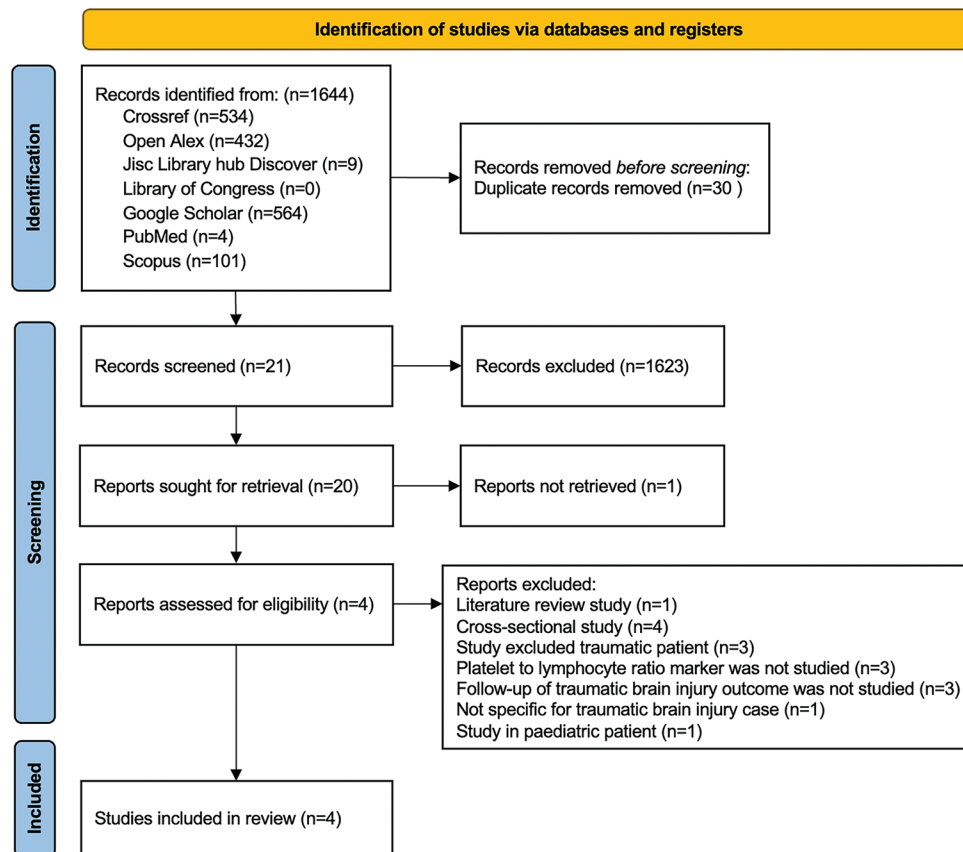 Identification of studies via databases and registers
Identification
Records identified from: (n=1644)
Crossref (n=534)
Open Alex (n=432)
Jisc Library hub Discover (n=9)
Library of Congress (n=0)
Google Scholar (n=564)
PubMed (n=4)
Scopus (n=101)
Records removed before screening:
Duplicate records removed (n=30 )
Screening
Records screened (n=21)
Records excluded (n=1623)
Reports sought for retrieval (n=20)
Reports not retrieved (n=1)
Reports assessed for eligibility (n=4)
Reports excluded:
Literature review study (n=1)
Cross-sectional study (n=4)
Study excluded traumatic patient (n=3)
Platelet to lymphocyte ratio marker was not studied (n=3)
Follow-up of traumatic brain injury outcome was not studied (n=3)
Not specific for traumatic brain injury case (n=1)
Study in paediatric patient (n=1)
Included
Studies included in review (n=4)